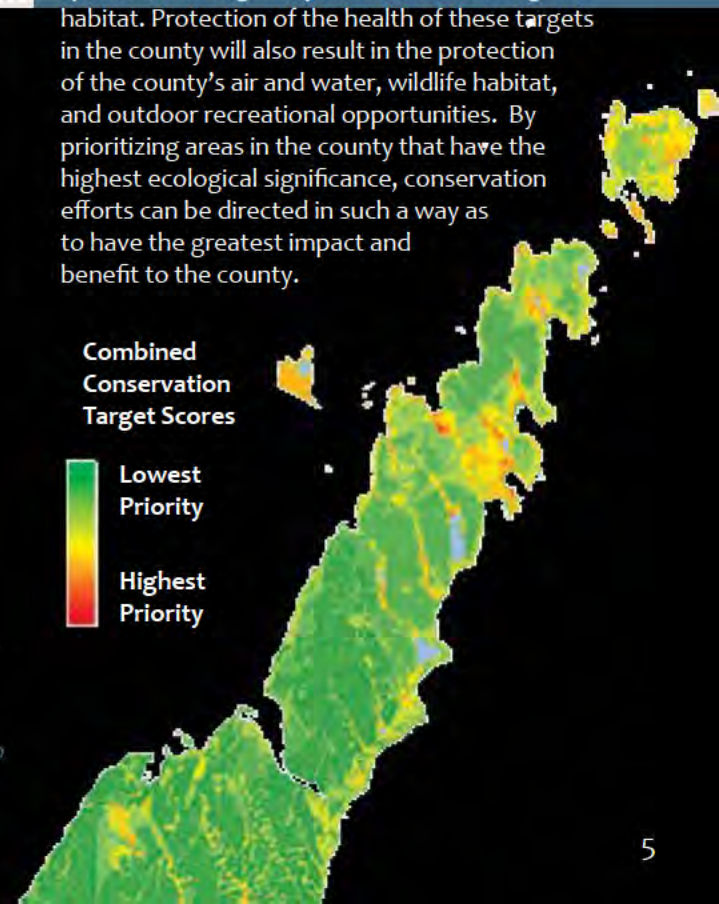 habitat. Protection of the health of these targets
in the county will also result in the protection
of the county's air and water, wildlife habitat,
and outdoor recreational opportunities. By
prioritizing areas in the county that have the
highest ecological significance, conservation
efforts can be directed in such a way as
to have the greatest impact and
benefit to the county.
Combined
Conservation
Target Scores
Lowest
Priority
Highest
Priority
5